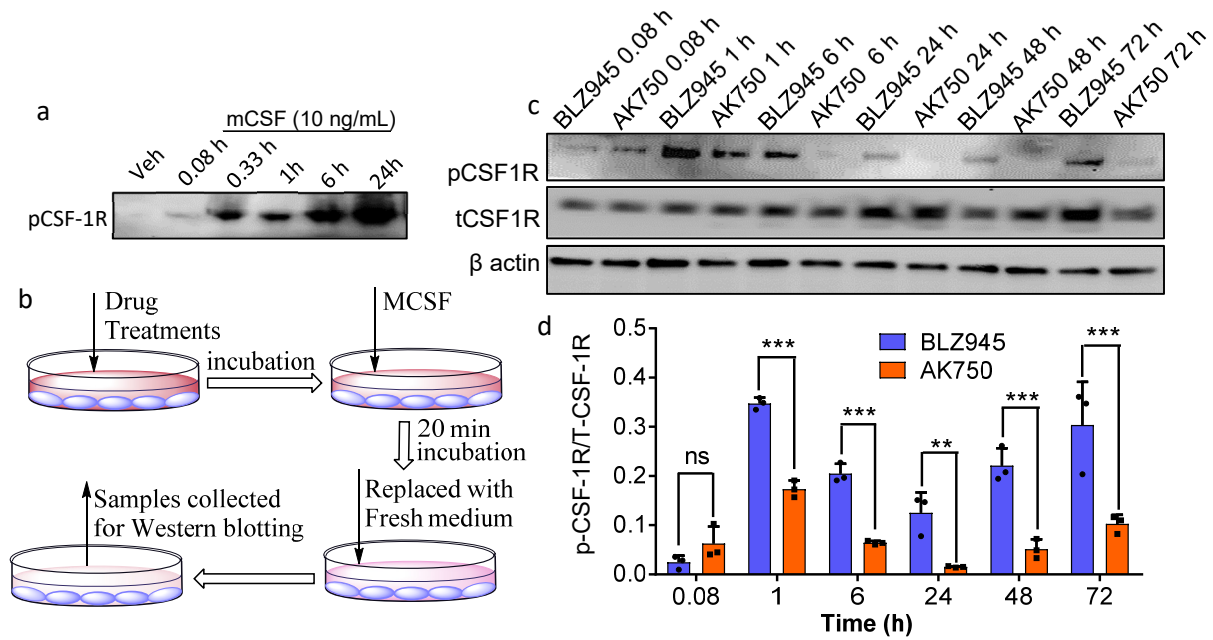 a
mCSF (10 ng/mL)
Veh
0.08 h
0.33 h
1h
6 h
24h
pCSF-1R
b
Drug
Treatments
incubation
MCSF
20 min
incubation
Replaced with
Fresh medium
Samples collected
for Western blotting
c
BLZ945 0.08 h
AK750 0.08 h
BLZ945 1 h
AK750 1 h
BLZ945 6 h
AK750 6 h
BLZ945 24 h
AK750 24 h
BLZ945 48 h
AK750 48 h
BLZ945 72 h
AK750 72 h
pCSF1R
tCSF1R
β actin
d
p-CSF-1R/T-CSF-1R
0.5
0.4
0.3
0.2
0.1
0.0
BLZ945
AK750
ns
***
***
**
***
***
0.08 1 6 24 48 72
Time (h)